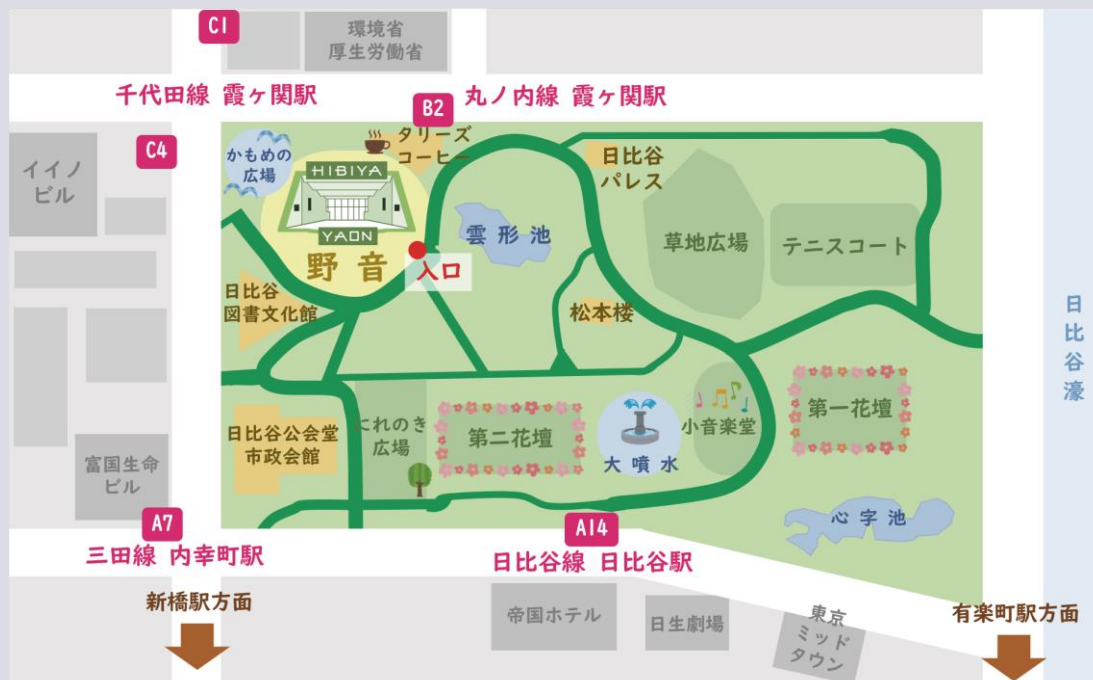 C1
環境省
厚生労働省
千代田線 霞ヶ関駅
B2
丸ノ内線 霞ヶ関駅
C4
イイノ
ビル
かもめの
広場
タリーズ
コーヒー
HIBIYA
YAON
野音
入口
雲形池
日比谷
パレス
草地広場
テニスコート
日比谷濠
日比谷
図書文化館
松本楼
日比谷公会堂
市政会館
にれのき
広場
第二花壇
大噴水
小音楽堂
第一花壇
心字池
富国生命
ビル
A7
三田線 内幸町駅
A14
日比谷線 日比谷駅
新橋駅方面
帝国ホテル
日生劇場
東京
ミッド
タウン
有楽町駅方面